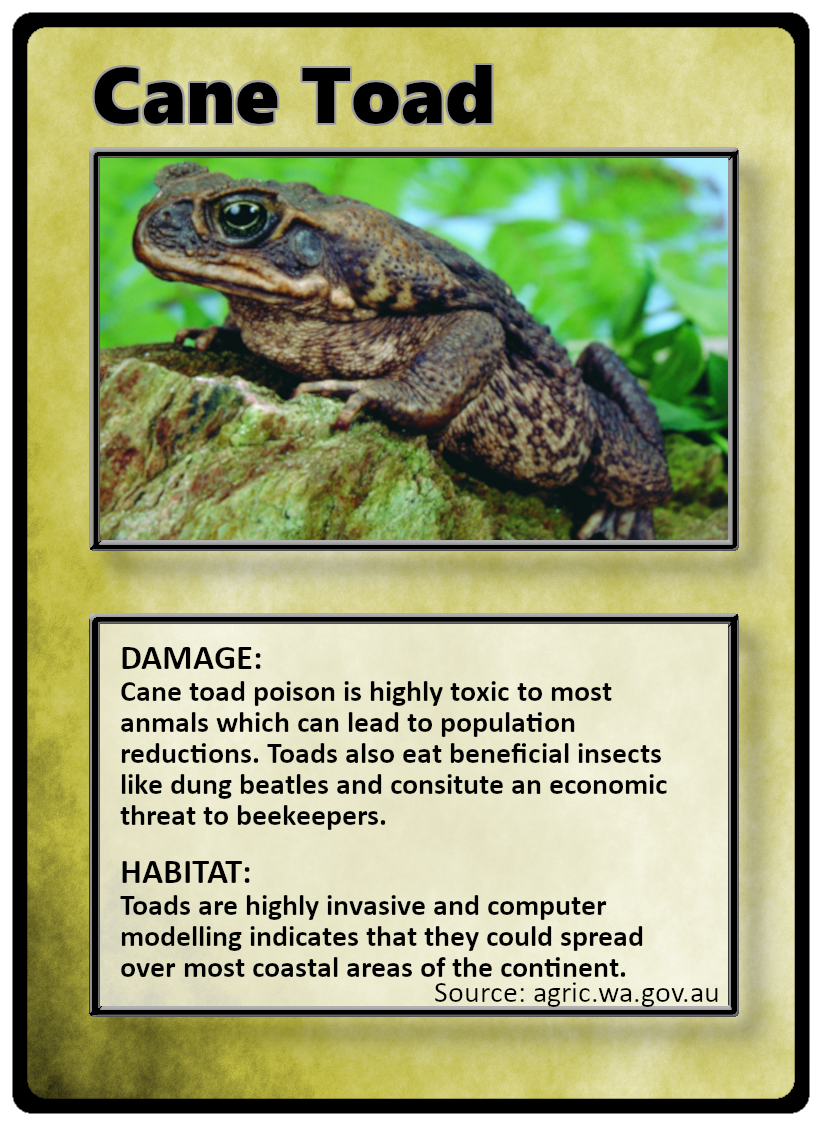 Cane Toad
DAMAGE:
Cane toad poison is highly toxic to most
anmals which can lead to population
reductions. Toads also eat beneficial insects
like dung beatles and consitute an economic
threat to beekeepers.
HABITAT:
Toads are highly invasive and computer
modelling indicates that they could spread
over most coastal areas of the continent.
Source: agric.wa.gov.au